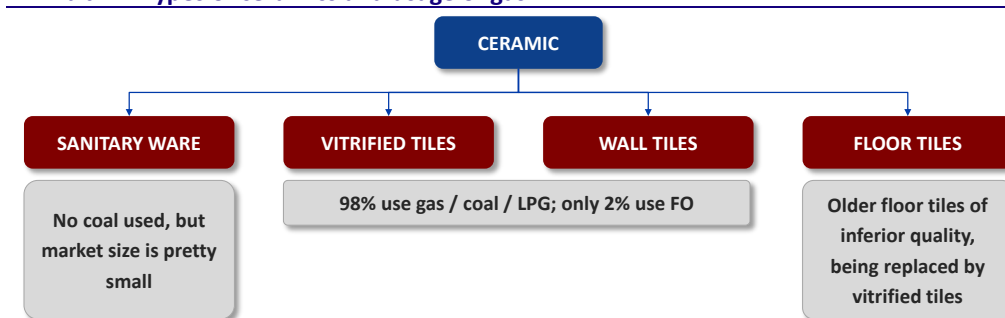 CERAMIC
SANITARY WARE
VITRIFIED TILES
WALL TILES
FLOOR TILES
No coal used, but
market size is pretty
small
98% use gas / coal / LPG; only 2% use FO
Older floor tiles of
inferior quality,
being replaced by
vitrified tiles